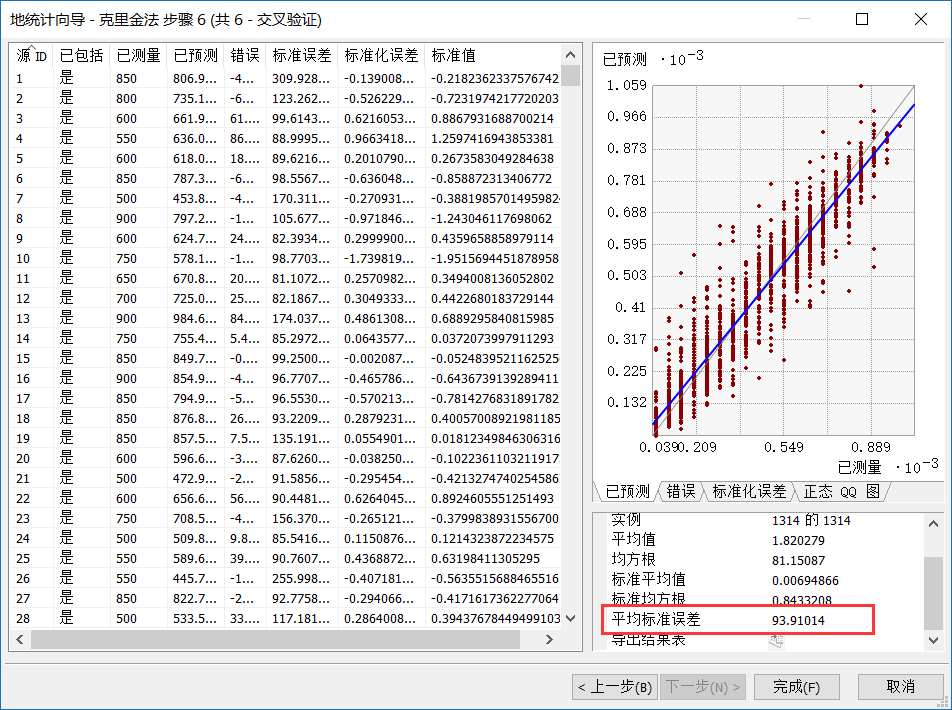 地统计向导 - 克里金法 步骤 6 (共 6 - 交叉验证)
源 ID 已包括 已测量 已预测 错误 标准误差 标准化误差 标准值
1 是 850 806.9... -4... 309.928... -0.139008... -0.2182362337576742
2 是 800 735.1... -6... 123.262... -0.526229... -0.7231974217720203
3 是 600 661.9... 61.... 99.6143... 0.6216053... 0.8867931688700214
4 是 550 636.0... 86.... 88.9995... 0.9663418... 1.2597416943853381
5 是 600 618.0... 18.... 89.6216... 0.2010790... 0.2673583049284638
6 是 850 787.3... -6... 98.5567... -0.636048... -0.858872313406772
7 是 500 453.8... -4... 170.311... -0.270931... -0.388198570149598​2
8 是 900 797.2... -1... 105.677... -0.971846... -1.243046117698062
9 是 600 624.7... 24.... 82.3934... 0.2999900... 0.4359658858979114
10 是 750 578.1... -1... 98.7703... -1.739819... -1.9515694451878958
11 是 650 670.8... 20.... 81.1072... 0.2570982... 0.3494008136052802
12 是 700 725.0... 25.... 82.1867... 0.3049333... 0.4422680183729144
13 是 900 984.6... 84.... 174.037... 0.4861308... 0.6889295840815985
14 是 750 755.4... 5.4... 85.2972... 0.0643577... 0.0372073997911293
15 是 850 849.7... -0.... 99.2500... -0.002087... -0.05248395211625​25
16 是 900 854.9... -4... 96.7707... -0.465786... -0.6436739139289411
17 是 850 794.9... -5... 96.5530... -0.570213... -0.7814276831891782
18 是 850 876.8... 26.... 93.2209... 0.2879231... 0.40057008921981185
19 是 850 857.5... 7.5... 135.191... 0.0554901... 0.018123498463063​16
20 是 600 596.6... -3.... 87.6260... -0.038250... -0.1022361103211917
21 是 500 472.9... -2... 91.5856... -0.295454... -0.4213274740254586
22 是 600 656.6... 56.... 90.4481... 0.6264045... 0.8924605551251493
23 是 750 708.5... -4... 156.370... -0.265121... -0.3799838931556700
24 是 500 509.8... 9.8... 85.5416... 0.1150876... 0.1214323872234575
25 是 550 589.6... 39.... 90.7607... 0.4368872... 0.63198411305295
26 是 550 445.7... -1... 255.998... -0.407181... -0.5635515688465516
27 是 850 822.7... -2... 92.7758... -0.294066... -0.4171617362277064
28 是 500 533.5... 33.... 117.181... 0.2864008... 0.39437678449499103
已预测 ·10⁻³
1.059
0.966
0.873
0.781
0.688
0.595
0.503
0.41
0.317
0.225
0.132
0.0390.209 0.549 0.889
已测量 ·10⁻³
已预测 错误 标准化误差 正态 QQ 图
实例 1314 的 1314
平均值 1.820279
均方根 81.15087
标准平均值 0.00694866
标准均方根 0.8433208
平均标准误差 93.91014
导出结果表
< 上一步(B) 下一步(N) > 完成(F) 取消